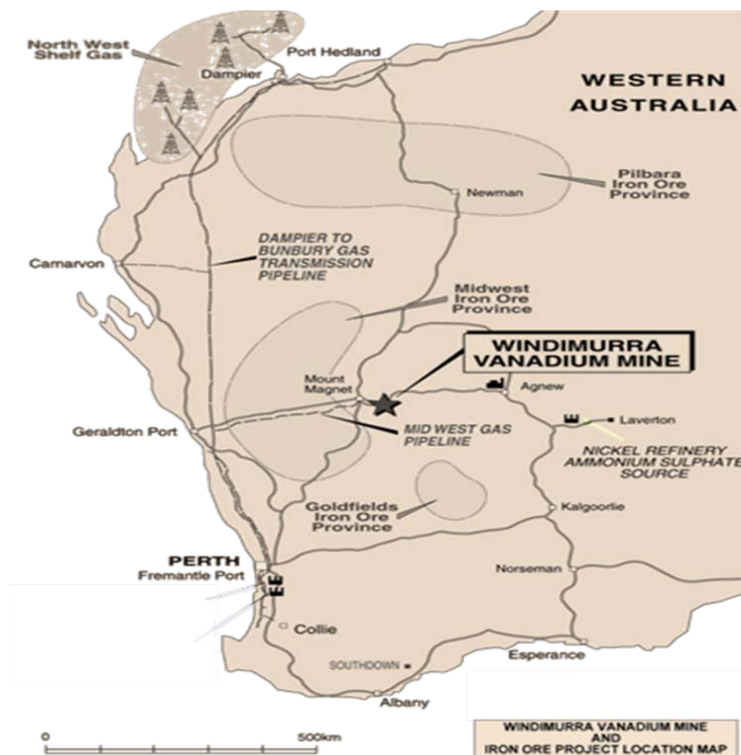 North West
Shelf Gas
Port Hedland
Dampier
WESTERN
AUSTRALIA
Pilbara
Iron Ore
Province
Newman
DAMPIER TO
BUNBURY GAS
TRANSMISSION
PIPELINE
Carnarvon
Midwest
Iron Ore
Province
WINDIMURRA
VANADIUM MINE
Mount
Magnet
Agnew
Laverton
Geraldton Port
MID WEST GAS
PIPELINE
NICKEL REFINERY
AMMONIUM SULPHATE
SOURCE
Goldfields
Iron Ore
Province
Kalgoorlie
PERTH
Fremantle Port
Norseman
Collie
Esperance
SOUTHDOWN
Albany
0 500km
WINDIMURRA VANADIUM MINE
AND
IRON ORE PROJECT LOCATION MAP